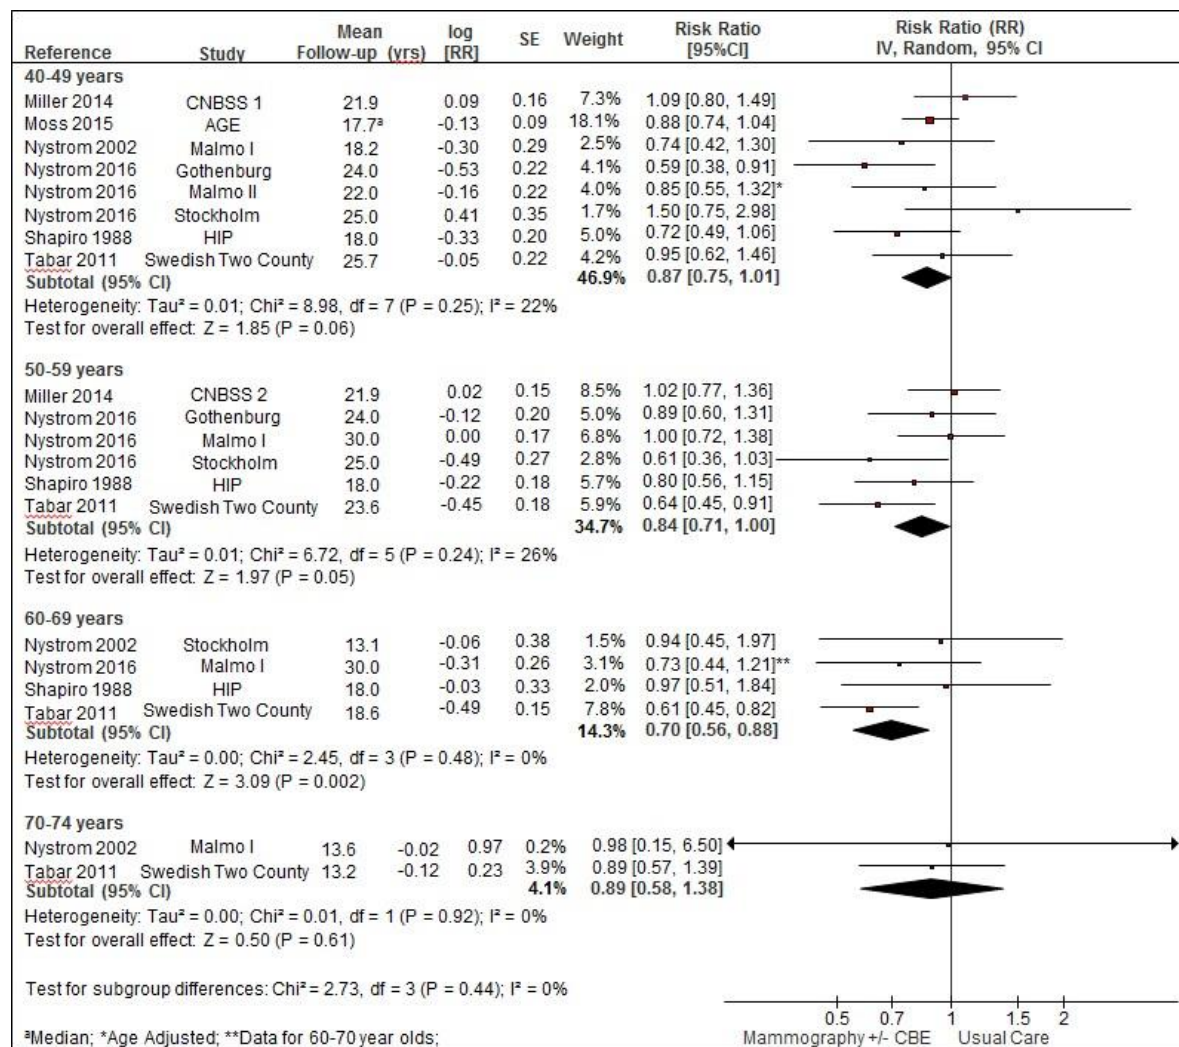 Reference Study Mean Follow-up (yrs) log [RR] SE Weight Risk Ratio [95%CI] Risk Ratio (RR) IV, Random, 95% CI
40-49 years
Miller 2014 CNBSS 1 21.9 0.09 0.16 7.3% 1.09 [0.80, 1.49]
Moss 2015 AGE 17.7ª -0.13 0.09 18.1% 0.88 [0.74, 1.04]
Nystrom 2002 Malmo I 18.2 -0.30 0.29 2.5% 0.74 [0.42, 1.30]
Nystrom 2016 Gothenburg 24.0 -0.53 0.22 4.1% 0.59 [0.38, 0.91]
Nystrom 2016 Malmo II 22.0 -0.16 0.22 4.0% 0.85 [0.55, 1.32]*
Nystrom 2016 Stockholm 25.0 0.41 0.35 1.7% 1.50 [0.75, 2.98]
Shapiro 1988 HIP 18.0 -0.33 0.20 5.0% 0.72 [0.49, 1.06]
Tabar 2011 Swedish Two County 25.7 -0.05 0.22 4.2% 0.95 [0.62, 1.46]
Subtotal (95% CI) 46.9% 0.87 [0.75, 1.01]
Heterogeneity: Tau² = 0.01; Chi² = 8.98, df = 7 (P = 0.25); I² = 22%
Test for overall effect: Z = 1.85 (P = 0.06)
50-59 years
Miller 2014 CNBSS 2 21.9 0.02 0.15 8.5% 1.02 [0.77, 1.36]
Nystrom 2016 Gothenburg 24.0 -0.12 0.20 5.0% 0.89 [0.60, 1.31]
Nystrom 2016 Malmo I 30.0 0.00 0.17 6.8% 1.00 [0.72, 1.38]
Nystrom 2016 Stockholm 25.0 -0.49 0.27 2.8% 0.61 [0.36, 1.03]
Shapiro 1988 HIP 18.0 -0.22 0.18 5.7% 0.80 [0.56, 1.15]
Tabar 2011 Swedish Two County 23.6 -0.45 0.18 5.9% 0.64 [0.45, 0.91]
Subtotal (95% CI) 34.7% 0.84 [0.71, 1.00]
Heterogeneity: Tau² = 0.01; Chi² = 6.72, df = 5 (P = 0.24); I² = 26%
Test for overall effect: Z = 1.97 (P = 0.05)
60-69 years
Nystrom 2002 Stockholm 13.1 -0.06 0.38 1.5% 0.94 [0.45, 1.97]
Nystrom 2016 Malmo I 30.0 -0.31 0.26 3.1% 0.73 [0.44, 1.21]**
Shapiro 1988 HIP 18.0 -0.03 0.33 2.0% 0.97 [0.51, 1.84]
Tabar 2011 Swedish Two County 18.6 -0.49 0.15 7.8% 0.61 [0.45, 0.82]
Subtotal (95% CI) 14.3% 0.70 [0.56, 0.88]
Heterogeneity: Tau² = 0.00; Chi² = 2.45, df = 3 (P = 0.48); I² = 0%
Test for overall effect: Z = 3.09 (P = 0.002)
70-74 years
Nystrom 2002 Malmo I 13.6 -0.02 0.97 0.2% 0.98 [0.15, 6.50]
Tabar 2011 Swedish Two County 13.2 -0.12 0.23 3.9% 0.89 [0.57, 1.39]
Subtotal (95% CI) 4.1% 0.89 [0.58, 1.38]
Heterogeneity: Tau² = 0.00; Chi² = 0.01, df = 1 (P = 0.92); I² = 0%
Test for overall effect: Z = 0.50 (P = 0.61)
Test for subgroup differences: Chi² = 2.73, df = 3 (P = 0.44); I² = 0%
0.5 0.7 1 1.5 2
ªMedian; *Age Adjusted; **Data for 60-70 year olds; Mammography +/- CBE Usual Care